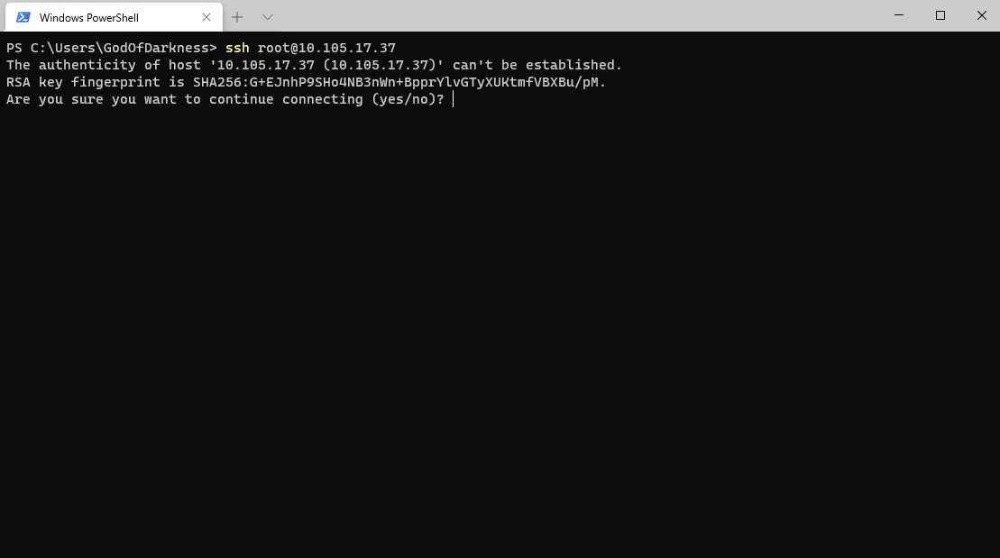 Windows PowerShell
PS C:\Users\GodOfDarkness> ssh root@10.105.17.37
The authenticity of host '10.105.17.37 (10.105.17.37)' can't be established.
RSA key fingerprint is SHA256:G+EJnhP9SHo4NB3nWn+BpprYlvGTyXUKtmfVBXBu/pM.
Are you sure you want to continue connecting (yes/no)?